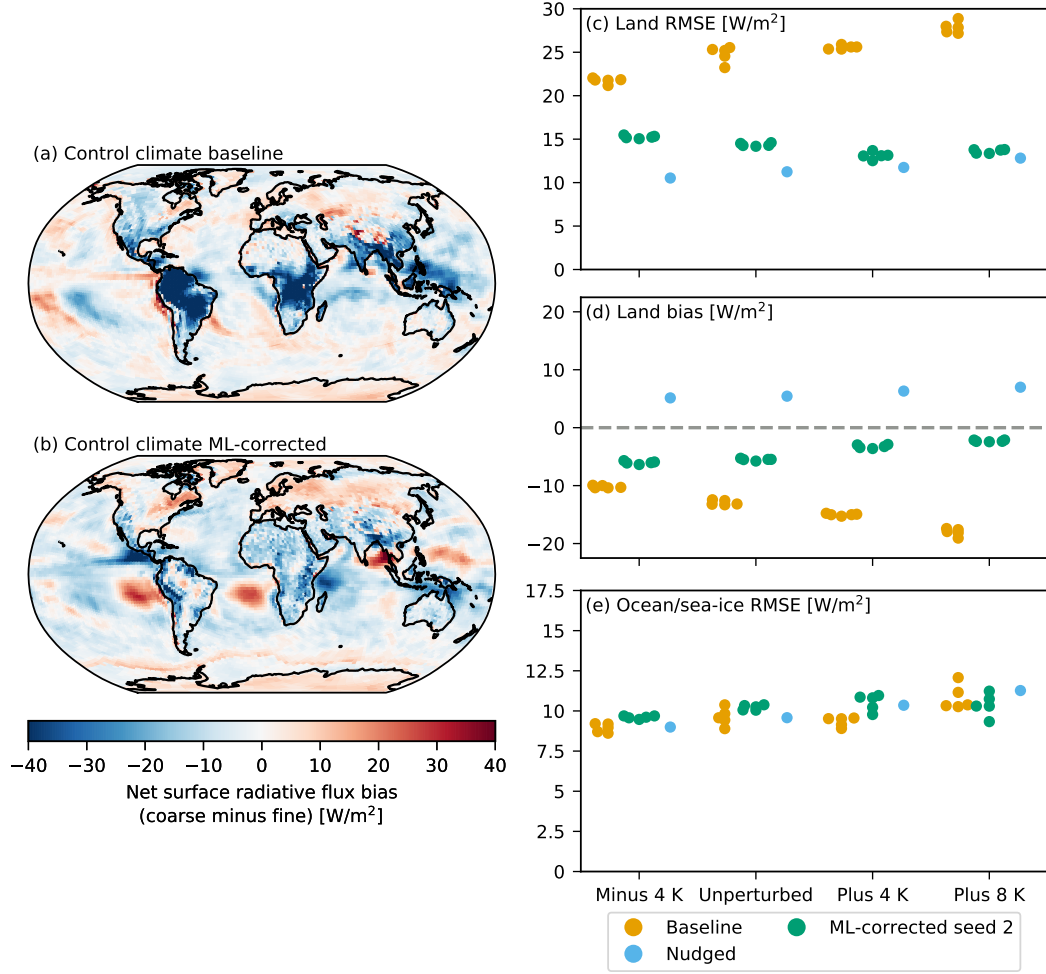 (a) Control climate baseline
(b) Control climate ML-corrected
−40 −30 −20 −10 0 10 20 30 40
Net surface radiative flux bias
(coarse minus fine) [W/m²]
(c) Land RMSE [W/m²]
30
25
20
15
10
5
0
(d) Land bias [W/m²]
20
10
0
−10
−20
(e) Ocean/sea-ice RMSE [W/m²]
17.5
15
12.5
10
7.5
5
2.5
0
Minus 4 K Unperturbed Plus 4 K Plus 8 K
Baseline
Nudged
ML-corrected seed 2